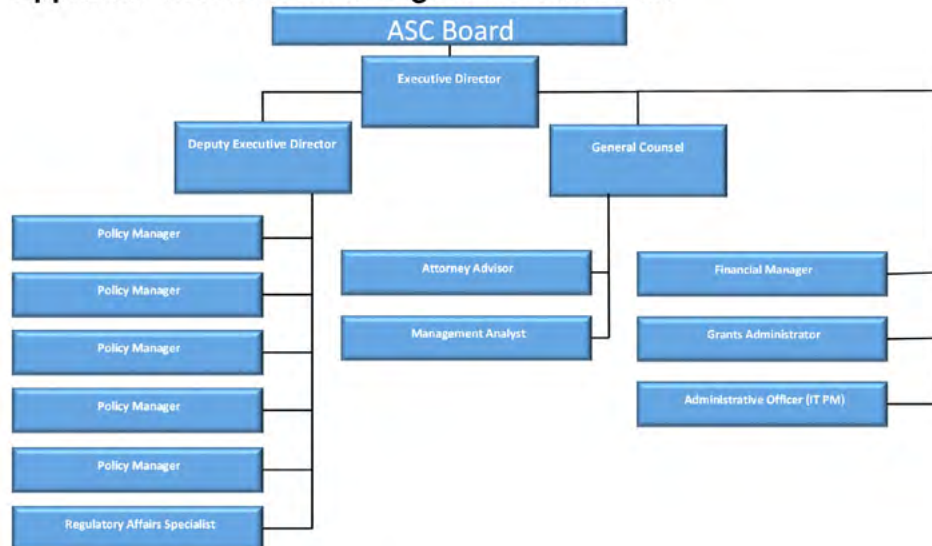 ASC Board
Executive Director
Deputy Executive Director
General Counsel
Policy Manager
Policy Manager
Policy Manager
Policy Manager
Policy Manager
Regulatory Affairs Specialist
Attorney Advisor
Management Analyst
Financial Manager
Grants Administrator
Administrative Officer (IT PM)